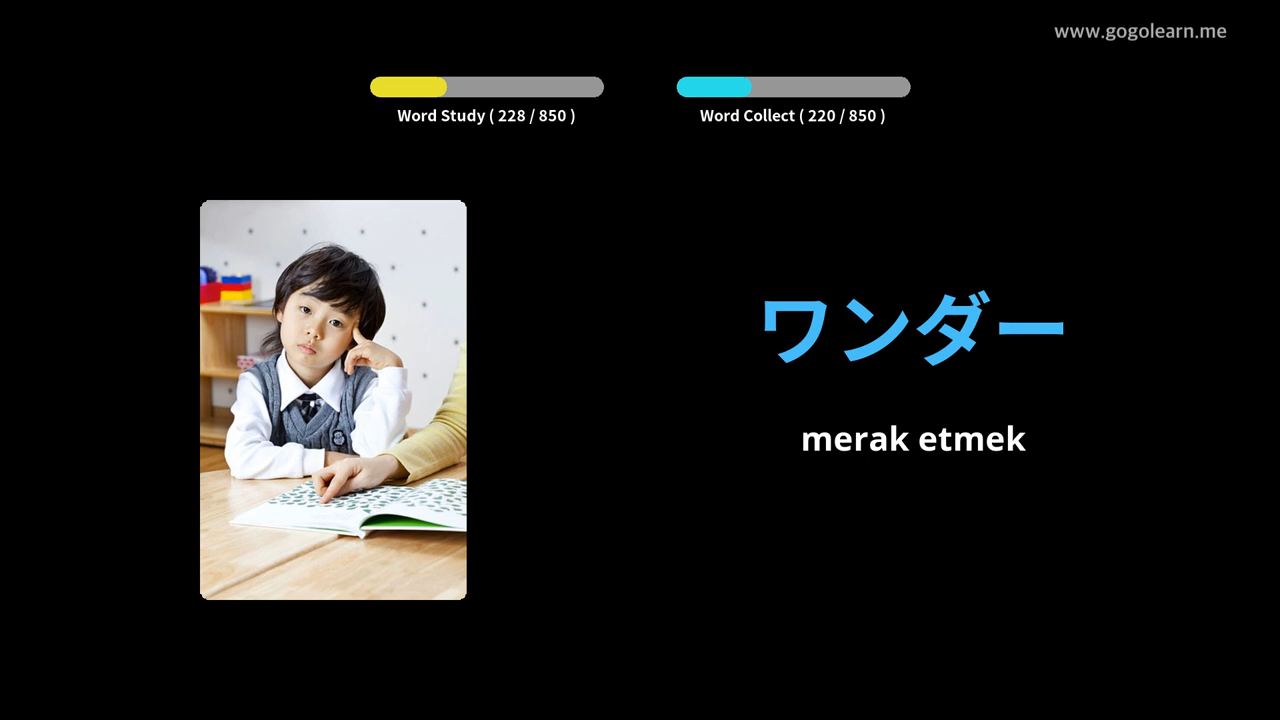 www.gogolearn.me
Word Study ( 228 / 850 )
Word Collect ( 220 / 850 )
ワンダー
merak etmek